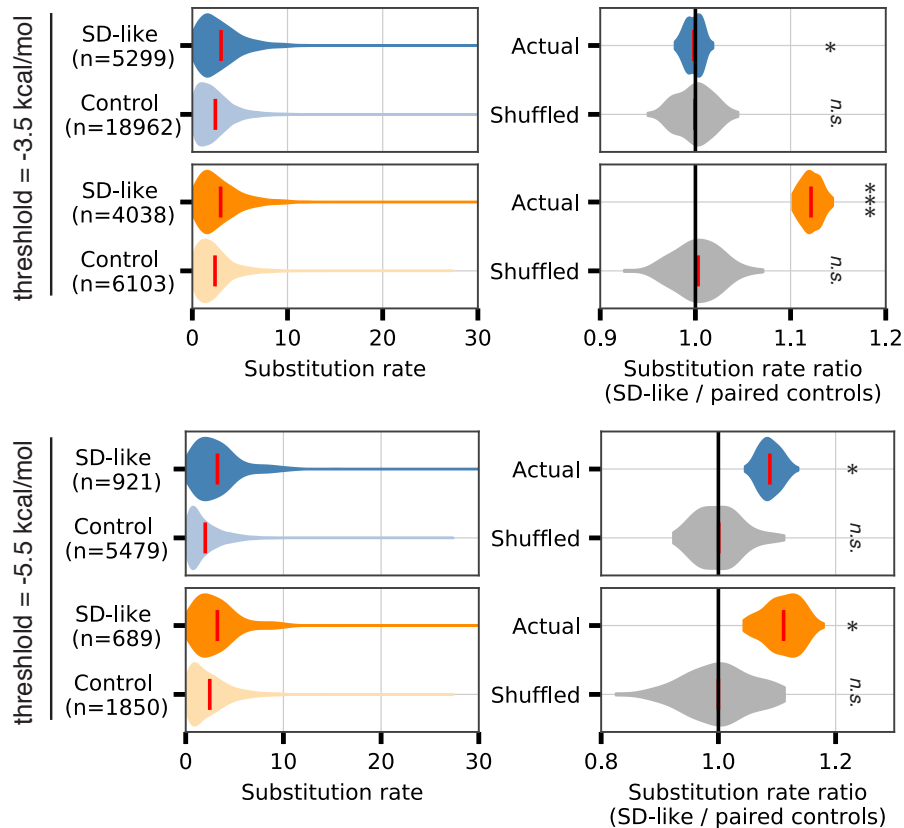 threshlold = -3.5 kcal/mol
SD-like
(n=5299)
Control
(n=18962)
SD-like
(n=4038)
Control
(n=6103)
0 10 20 30
Substitution rate
Actual
*
Shuffled
n.s.
Actual
***
Shuffled
n.s.
0.9 1.0 1.1 1.2
Substitution rate ratio
(SD-like / paired controls)
threshlold = -5.5 kcal/mol
SD-like
(n=921)
Control
(n=5479)
SD-like
(n=689)
Control
(n=1850)
0 10 20 30
Substitution rate
Actual
*
Shuffled
n.s.
Actual
*
Shuffled
n.s.
0.8 1.0 1.2
Substitution rate ratio
(SD-like / paired controls)